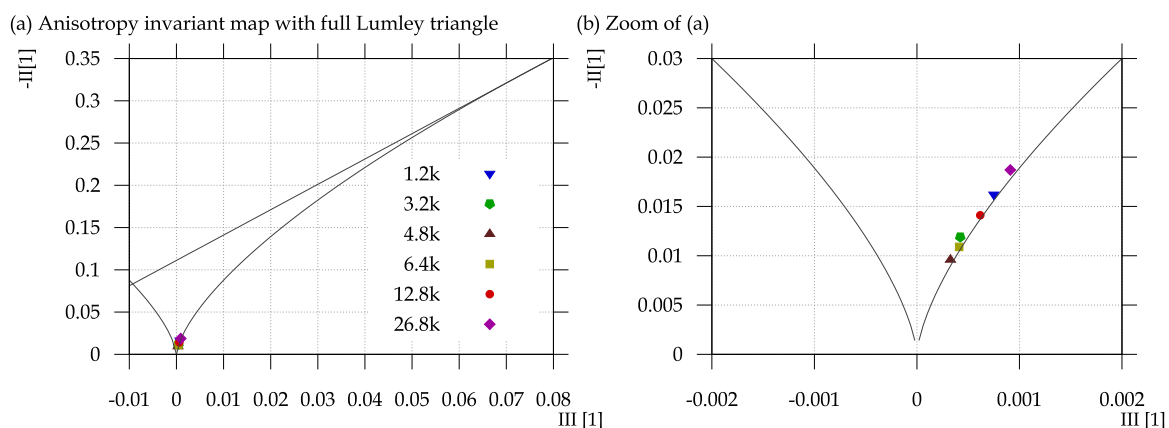 (a) Anisotropy invariant map with full Lumley triangle
-II[1]
0.35
0.3
0.25
0.2
0.15
0.1
0.05
0
-0.01 0 0.01 0.02 0.03 0.04 0.05 0.06 0.07 0.08
III [1]
1.2k
3.2k
4.8k
6.4k
12.8k
26.8k
(b) Zoom of (a)
-II[1]
0.03
0.025
0.02
0.015
0.01
0.005
0
-0.002 -0.001 0 0.001 0.002
III [1]